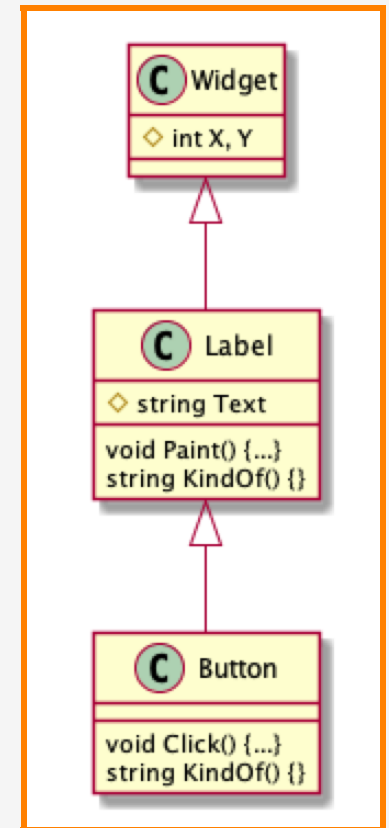 C Widget
int X, Y
C Label
string Text
void Paint() {...}
string KindOf() {}
C Button
void Click() {...}
string KindOf() {}